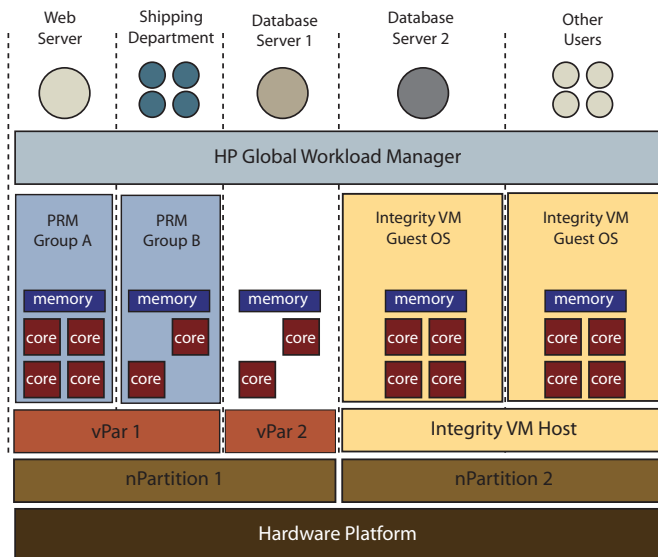 Web
Server
Shipping
Department
Database
Server 1
Database
Server 2
Other
Users
HP Global Workload Manager
PRM
Group A
PRM
Group B
Integrity VM
Guest OS
Integrity VM
Guest OS
memory
memory
memory
memory
memory
core core
core
core
core core
core core
core core
core
core
core core
core core
vPar 1
vPar 2
Integrity VM Host
nPartition 1
nPartition 2
Hardware Platform